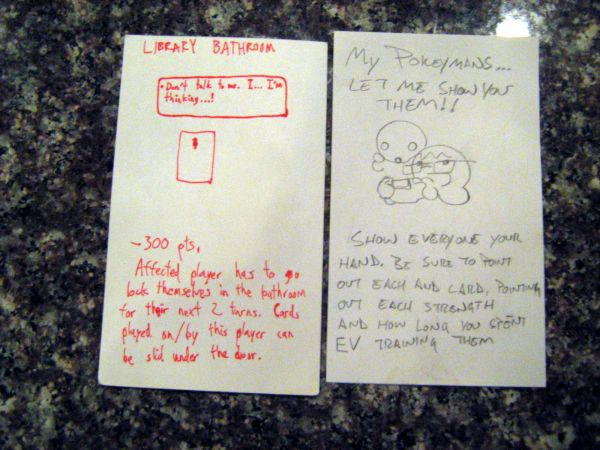 LIBRARY BATHROOM
• Don't talk to me. I... I'm
thinking...!
-300 pts.
Affected player has to go
lock themselves in the bathroom
for their next 2 turns. Cards
played on/by this player can
be slid under the door.
My POKEYMANS...
LET ME SHOW YOU
THEM!!
SHOW EVERYONE YOUR
HAND. BE SURE TO POINT
OUT EACH AND CARD, POINTING
OUT EACH STRENGTH
AND HOW LONG YOU SPENT
EV TRAINING THEM